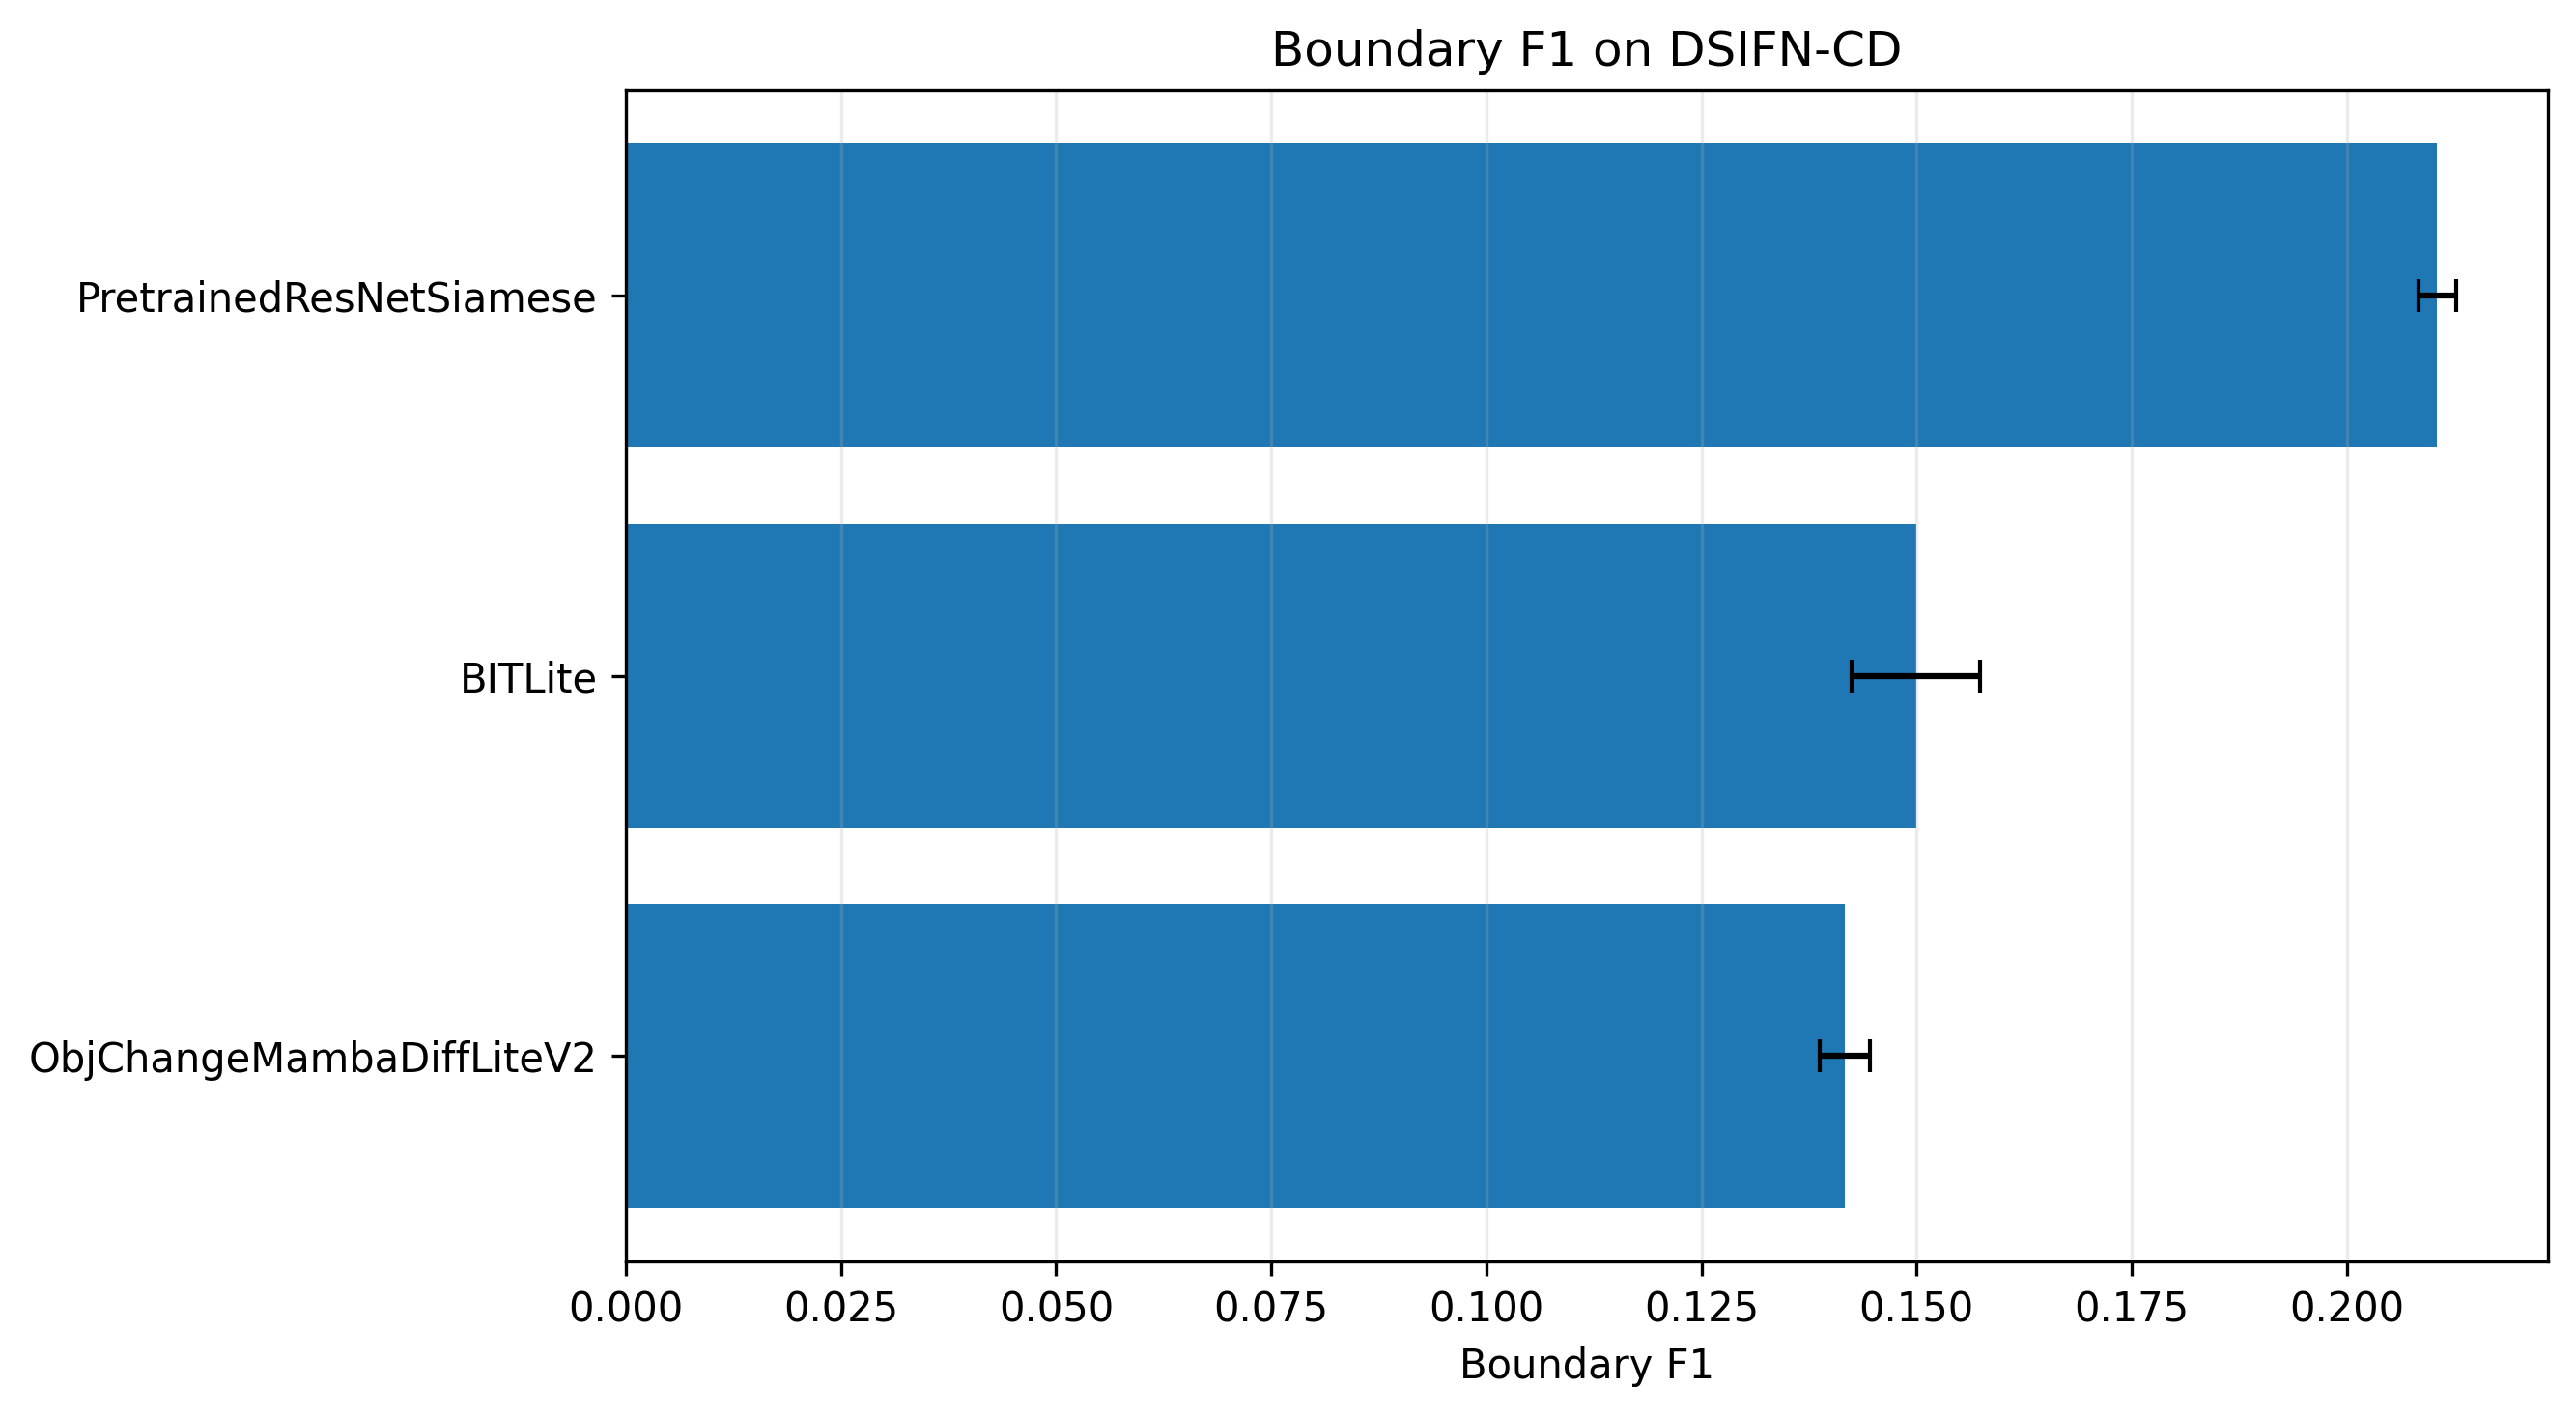 Boundary F1 on DSIFN-CD
PretrainedResNetSiamese
BITLite
ObjChangeMambaDiffLiteV2
0.000 0.025 0.050 0.075 0.100 0.125 0.150 0.175 0.200
Boundary F1